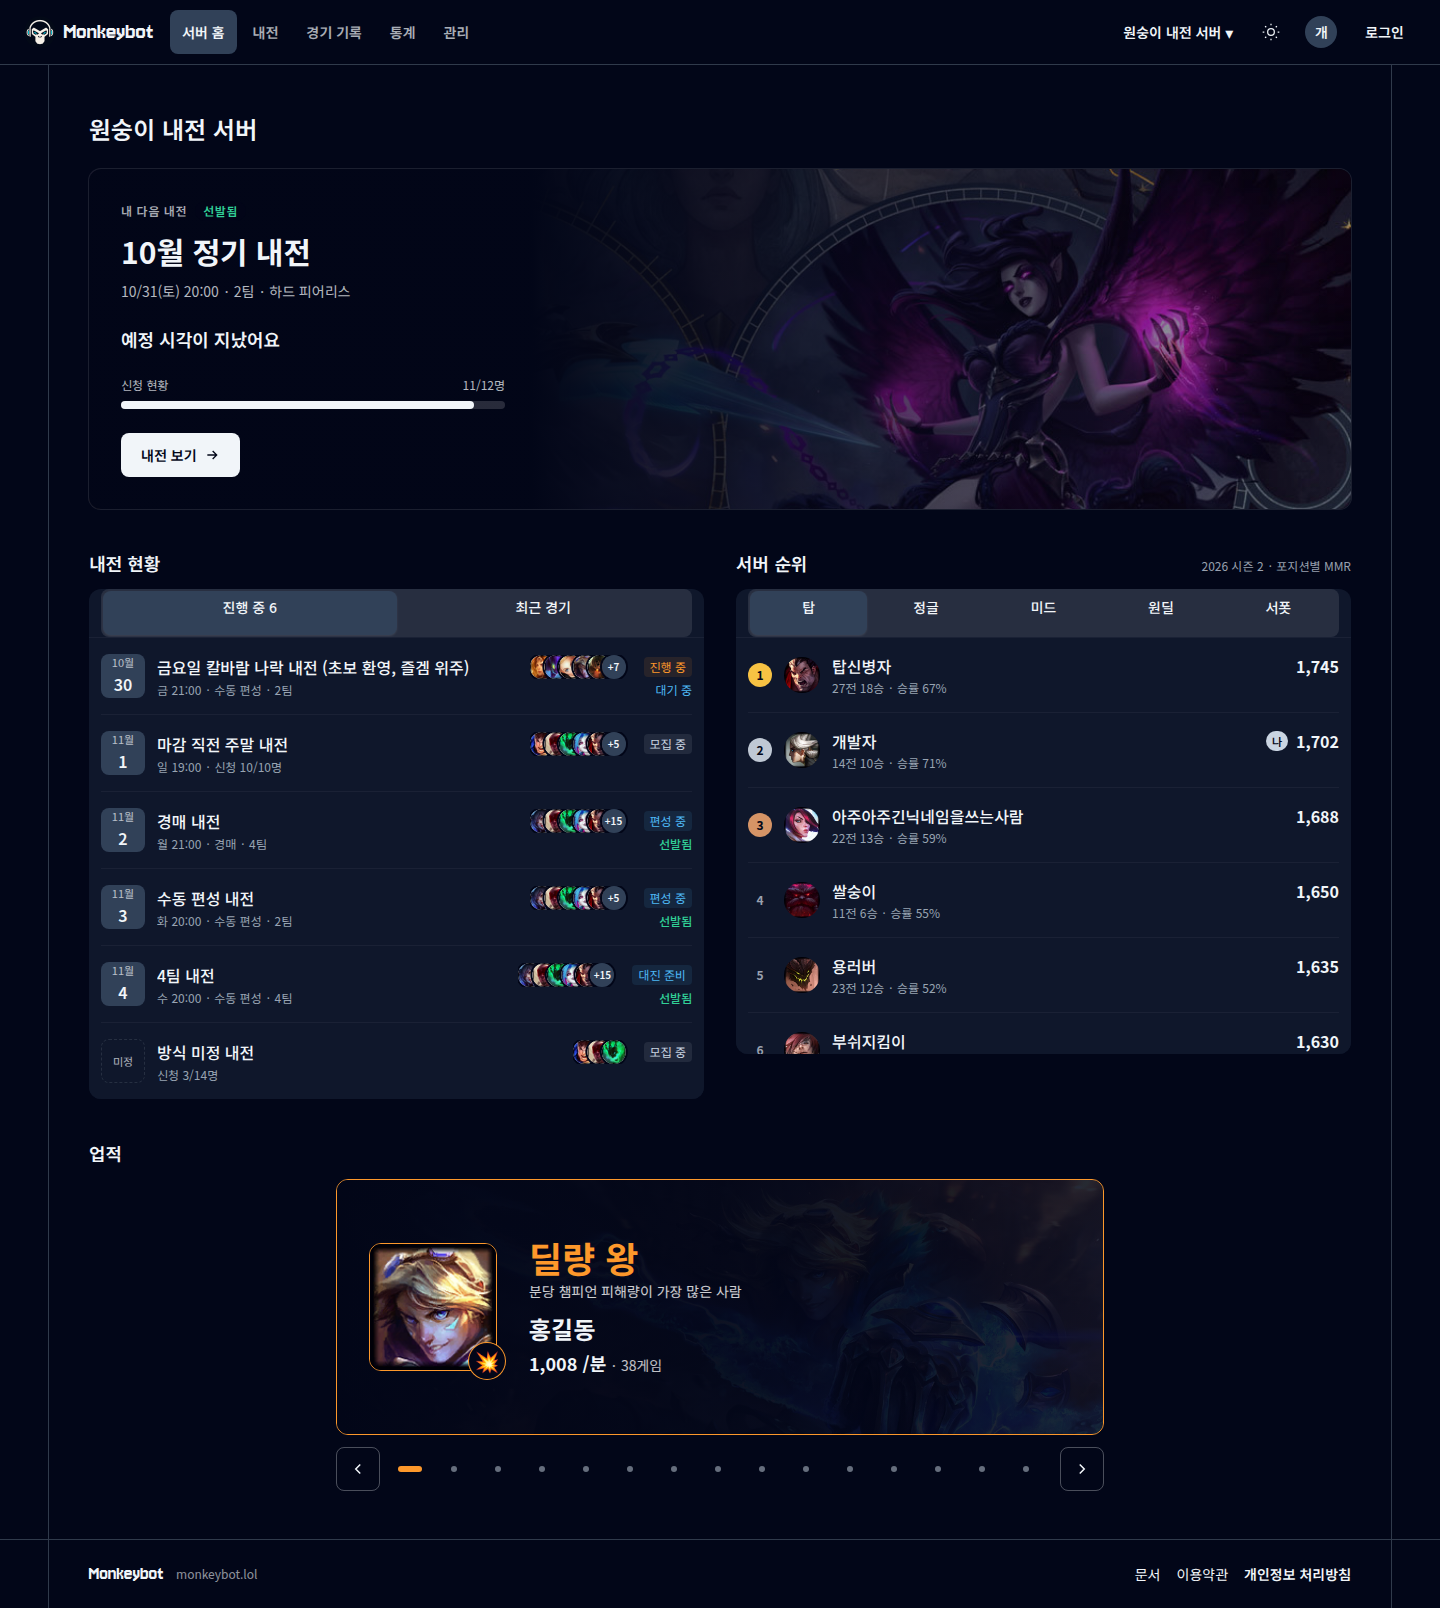 Monkeybot 서버 홈 내전 경기 기록 통계 관리 원숭이 내전 서버 ▾ 개 로그인
원숭이 내전 서버
내 다음 내전 선발됨
10월 정기 내전
10/31(토) 20:00 · 2팀 · 하드 피어리스
예정 시각이 지났어요
신청 현황 11/12명
내전 보기 →
내전 현황
진행 중 6 최근 경기
10월
30
금요일 칼바람 나락 내전 (초보 환영, 즐겜 위주)
금 21:00 · 수동 편성 · 2팀
+7
진행 중
대기 중
11월
1
마감 직전 주말 내전
일 19:00 · 신청 10/10명
+5
모집 중
11월
2
경매 내전
월 21:00 · 경매 · 4팀
+15
편성 중
선발됨
11월
3
수동 편성 내전
화 20:00 · 수동 편성 · 2팀
+5
편성 중
선발됨
11월
4
4팀 내전
수 20:00 · 수동 편성 · 4팀
+15
대진 준비
선발됨
미정
방식 미정 내전
신청 3/14명
모집 중
서버 순위 2026 시즌 2 · 포지션별 MMR
탑 정글 미드 원딜 서폿
1 탑신병자 1,745
27전 18승 · 승률 67%
2 개발자 나 1,702
14전 10승 · 승률 71%
3 아주아주긴닉네임을쓰는사람 1,688
22전 13승 · 승률 59%
4 쌀숭이 1,650
11전 6승 · 승률 55%
5 용러버 1,635
23전 12승 · 승률 52%
6 부쉬지킴이 1,630
업적
딜량 왕
분당 챔피언 피해량이 가장 많은 사람
홍길동
1,008 /분 · 38게임
Monkeybot monkeybot.lol 문서 이용약관 개인정보 처리방침